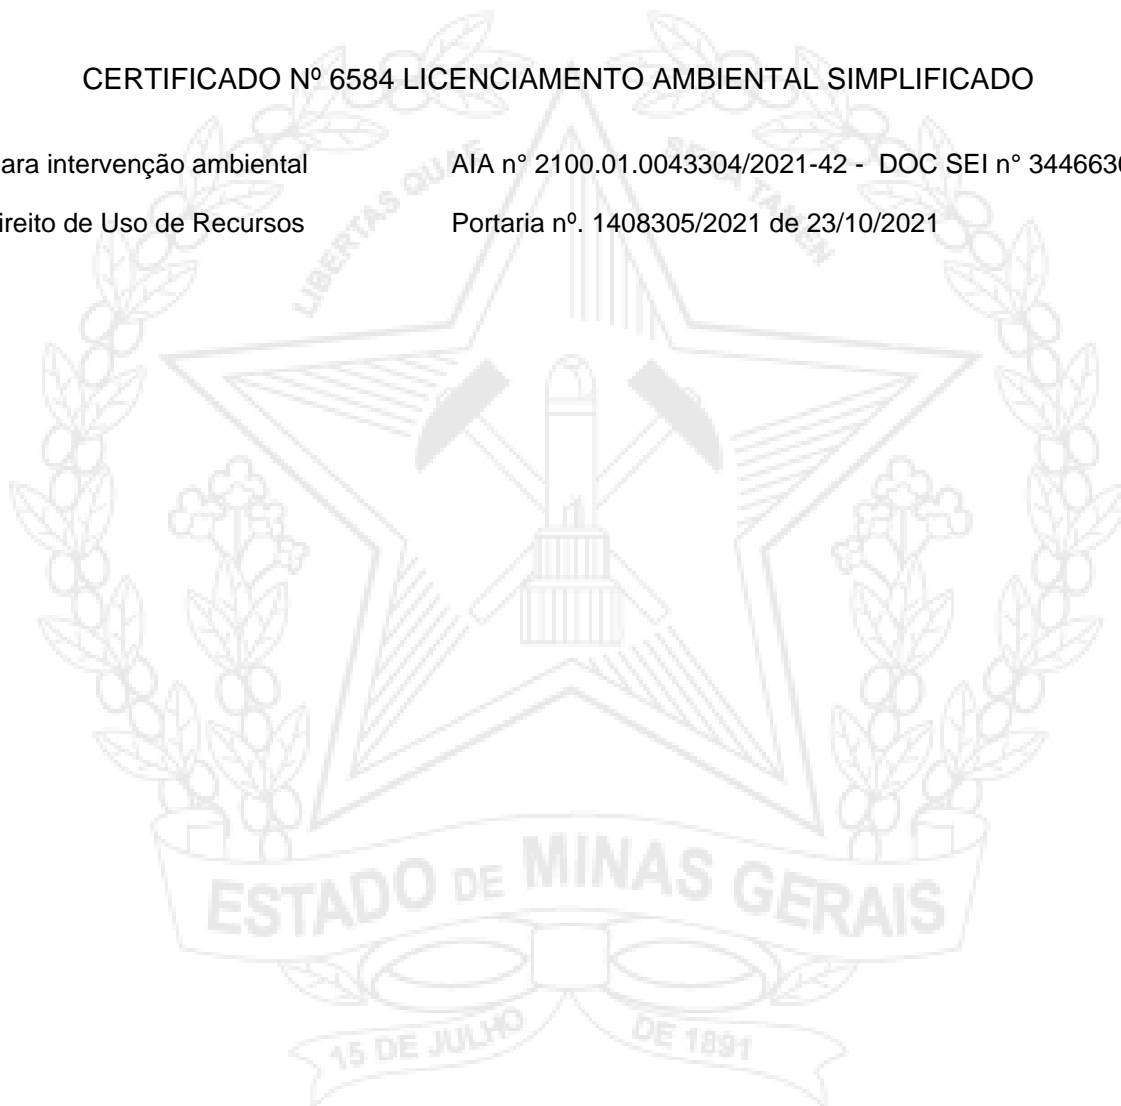 CERTIFICADO Nº 6584 LICENCIAMENTO AMBIENTAL SIMPLIFICADO
intervenção ambiental AIA n° 2100.01.0043304/2021-42 - DOC SEI n°
de Uso de Recursos Portaria nº. 1408305/2021 de 23/10/2021
LIBERTAS QUAE SERA TAMEN
ESTADO DE MINAS GERAIS
15 DE JULHO DE 1891